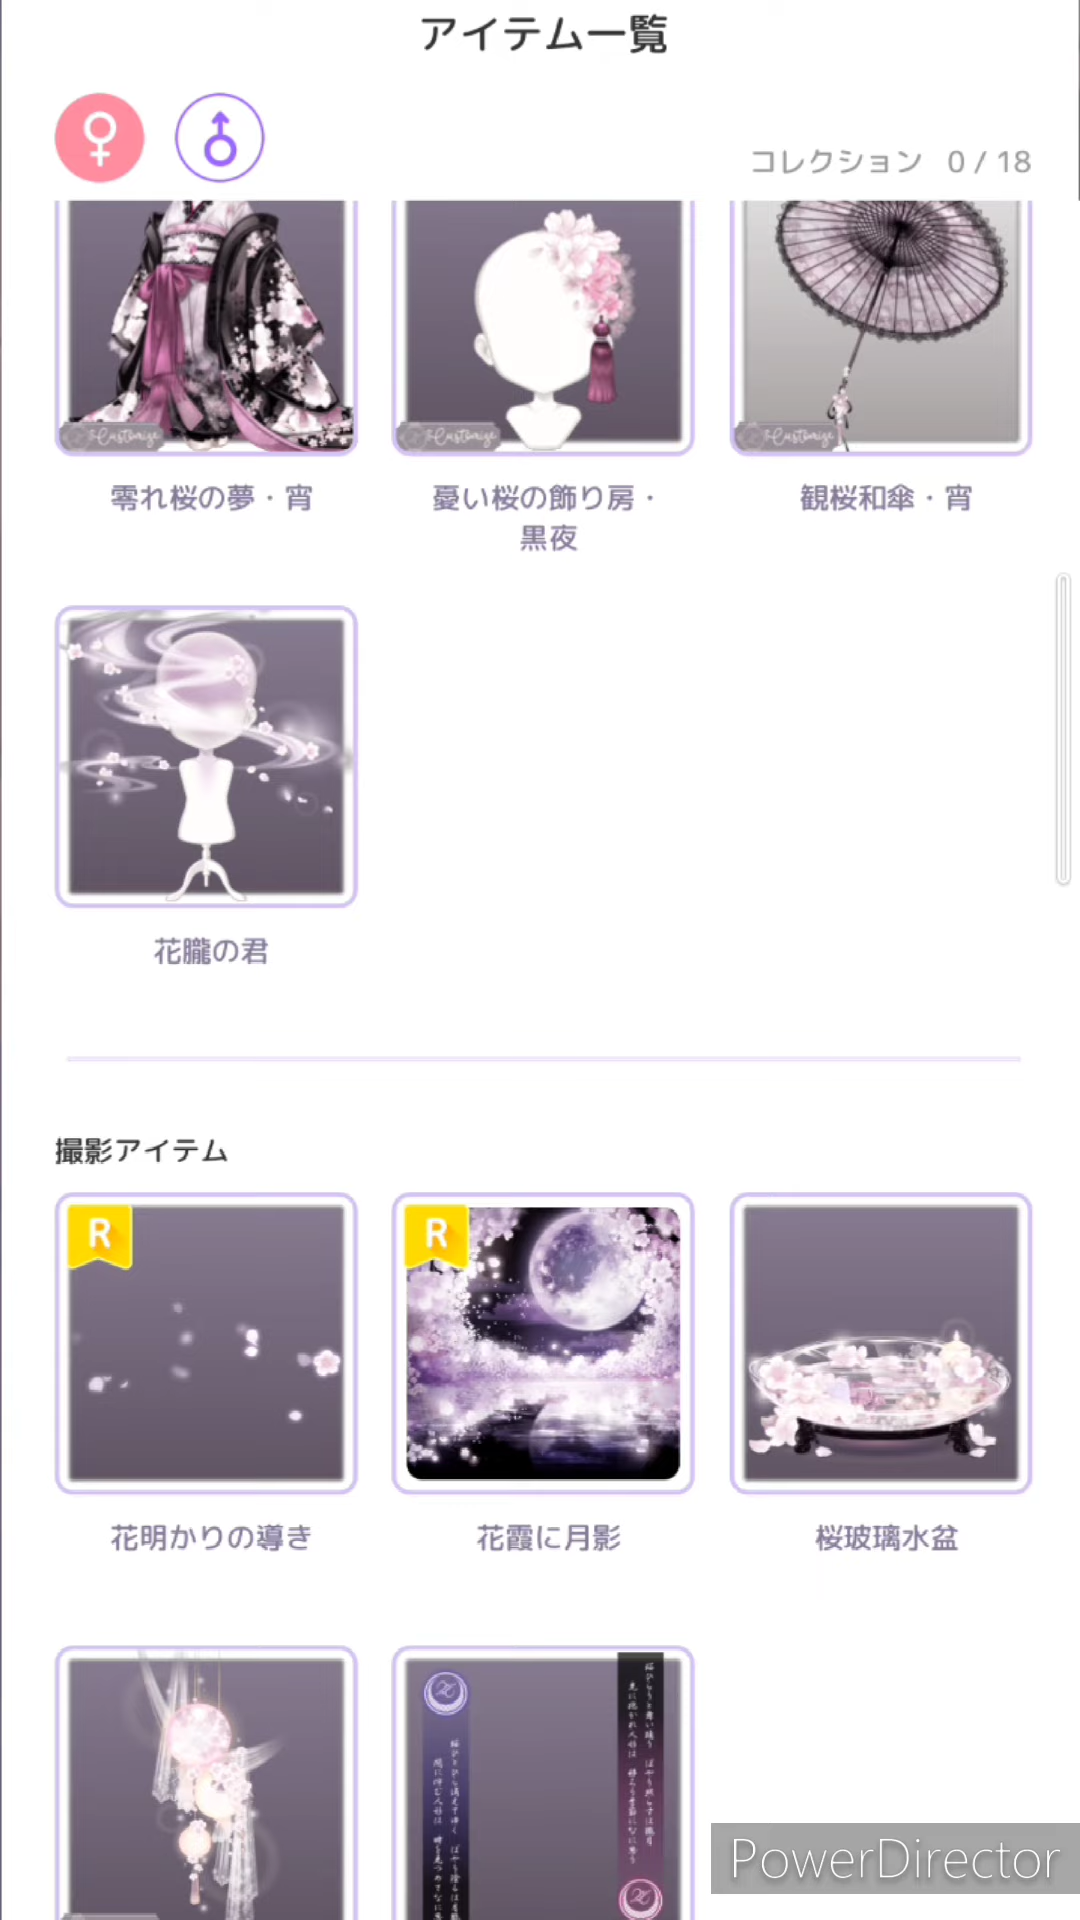 アイテム一覧
コレクション 0 / 18
Customize
Customize
Customize
零れ桜の夢・宵
憂い桜の飾り房・
黒夜
観桜和傘・宵
花朧の君
撮影アイテム
R
R
花明かりの導き
花霞に月影
桜玻璃水盆
PowerDirector